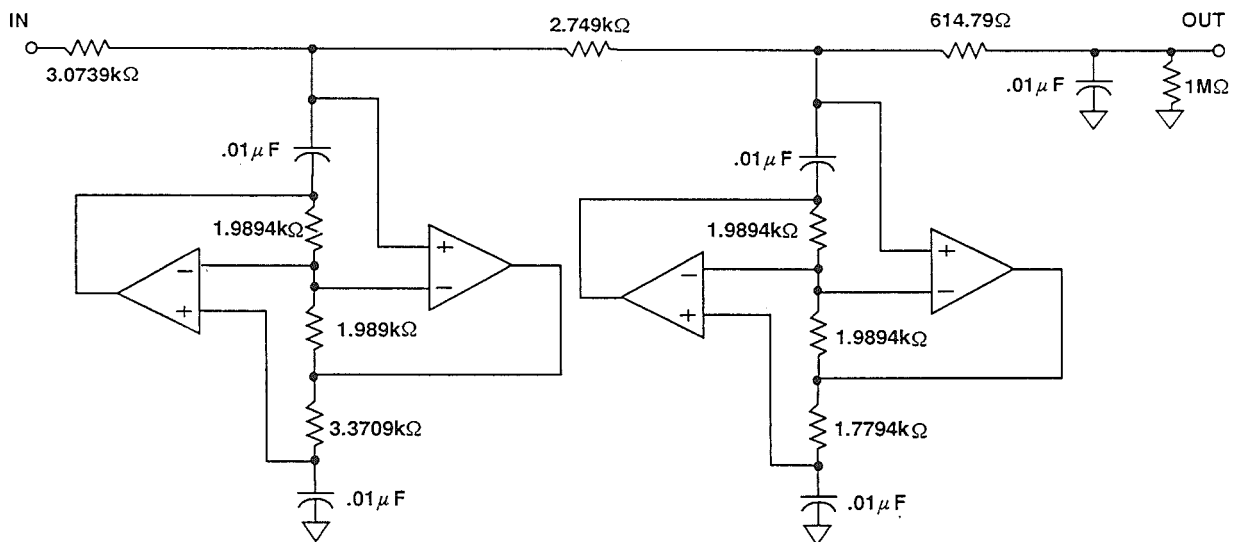 IN
3.0739kΩ
2.749kΩ
614.79Ω
OUT
.01μF
1MΩ
.01μF
1.9894kΩ
+
−
−
+
1.989kΩ
3.3709kΩ
.01μF
.01μF
1.9894kΩ
+
−
−
+
1.9894kΩ
1.7794kΩ
.01μF